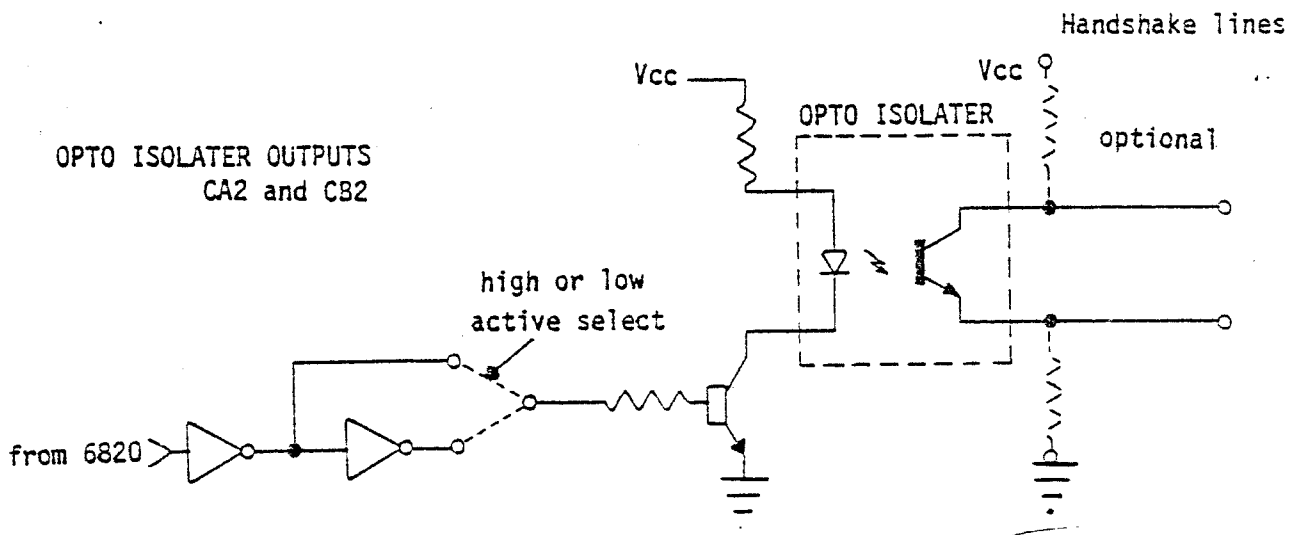 Handshake lines
Vcc
Vcc
OPTO ISOLATER
OPTO ISOLATER OUTPUTS
CA2 and CB2
optional
high or low
active select
from 6820